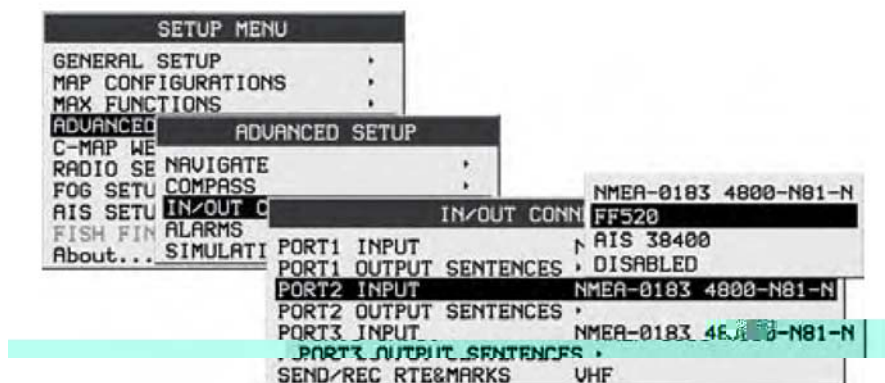 SETUP MENU
GENERAL SETUP
MAP CONFIGURATIONS
MAX FUNCTIONS
ADVANCED
C-MAP WE
RADIO SE
FOG SETU
AIS SETU
FISH FIN
About...
ADVANCED SETUP
NAVIGATE
COMPASS
IN/OUT C
ALARMS
SIMULATI
IN/OUT CONN
PORT1 INPUT N
PORT1 OUTPUT SENTENCES
PORT2 INPUT NMEA-0183 4800-N81-N
PORT2 OUTPUT SENTENCES
PORT3 INPUT NMEA-0183
PORT3 OUTPUT SENTENCES
SEND/REC RTE&MARKS VHF
NMEA-0183 4800-N81-N
FF520
AIS 38400
DISABLED